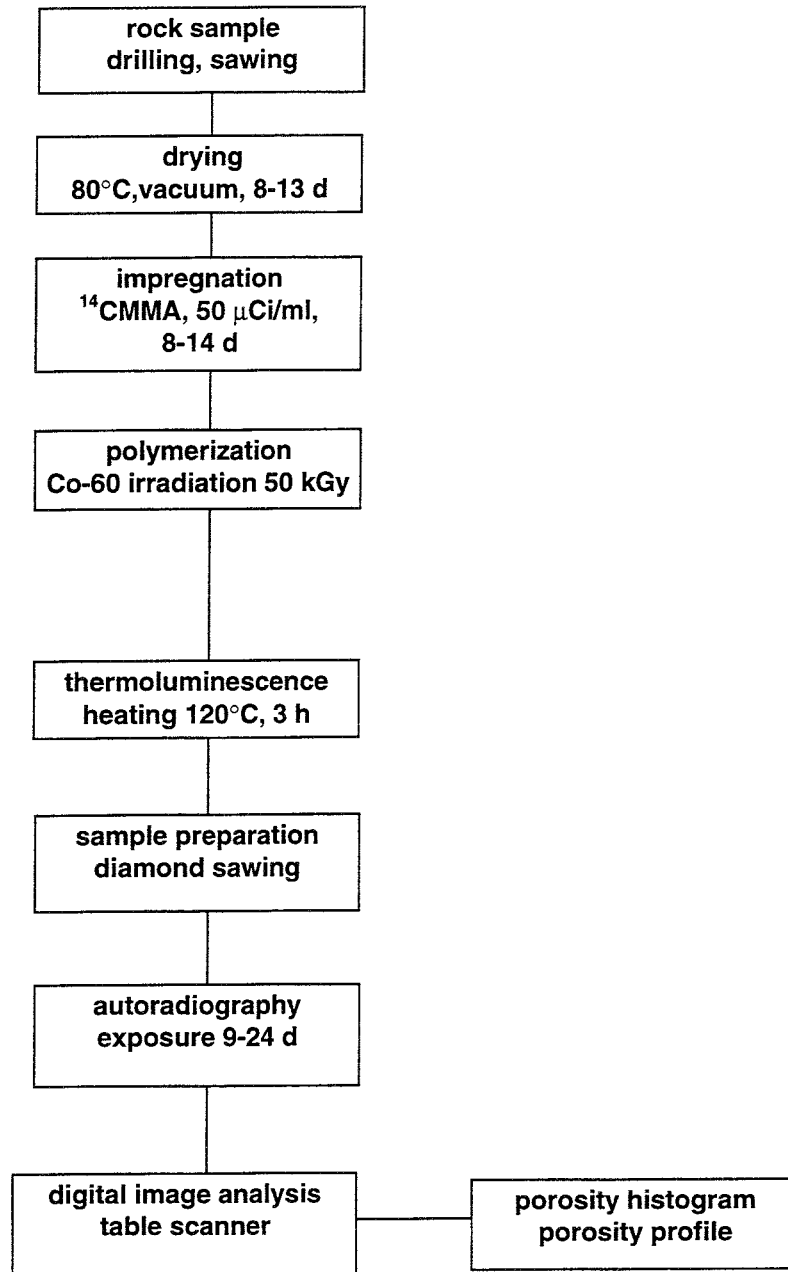 rock sample
drilling, sawing
drying
80°C,vacuum, 8-13 d
impregnation
¹⁴CMMA, 50 µCi/ml,
8-14 d
polymerization
Co-60 irradiation 50 kGy
thermoluminescence
heating 120°C, 3 h
sample preparation
diamond sawing
autoradiography
exposure 9-24 d
digital image analysis
table scanner
porosity histogram
porosity profile